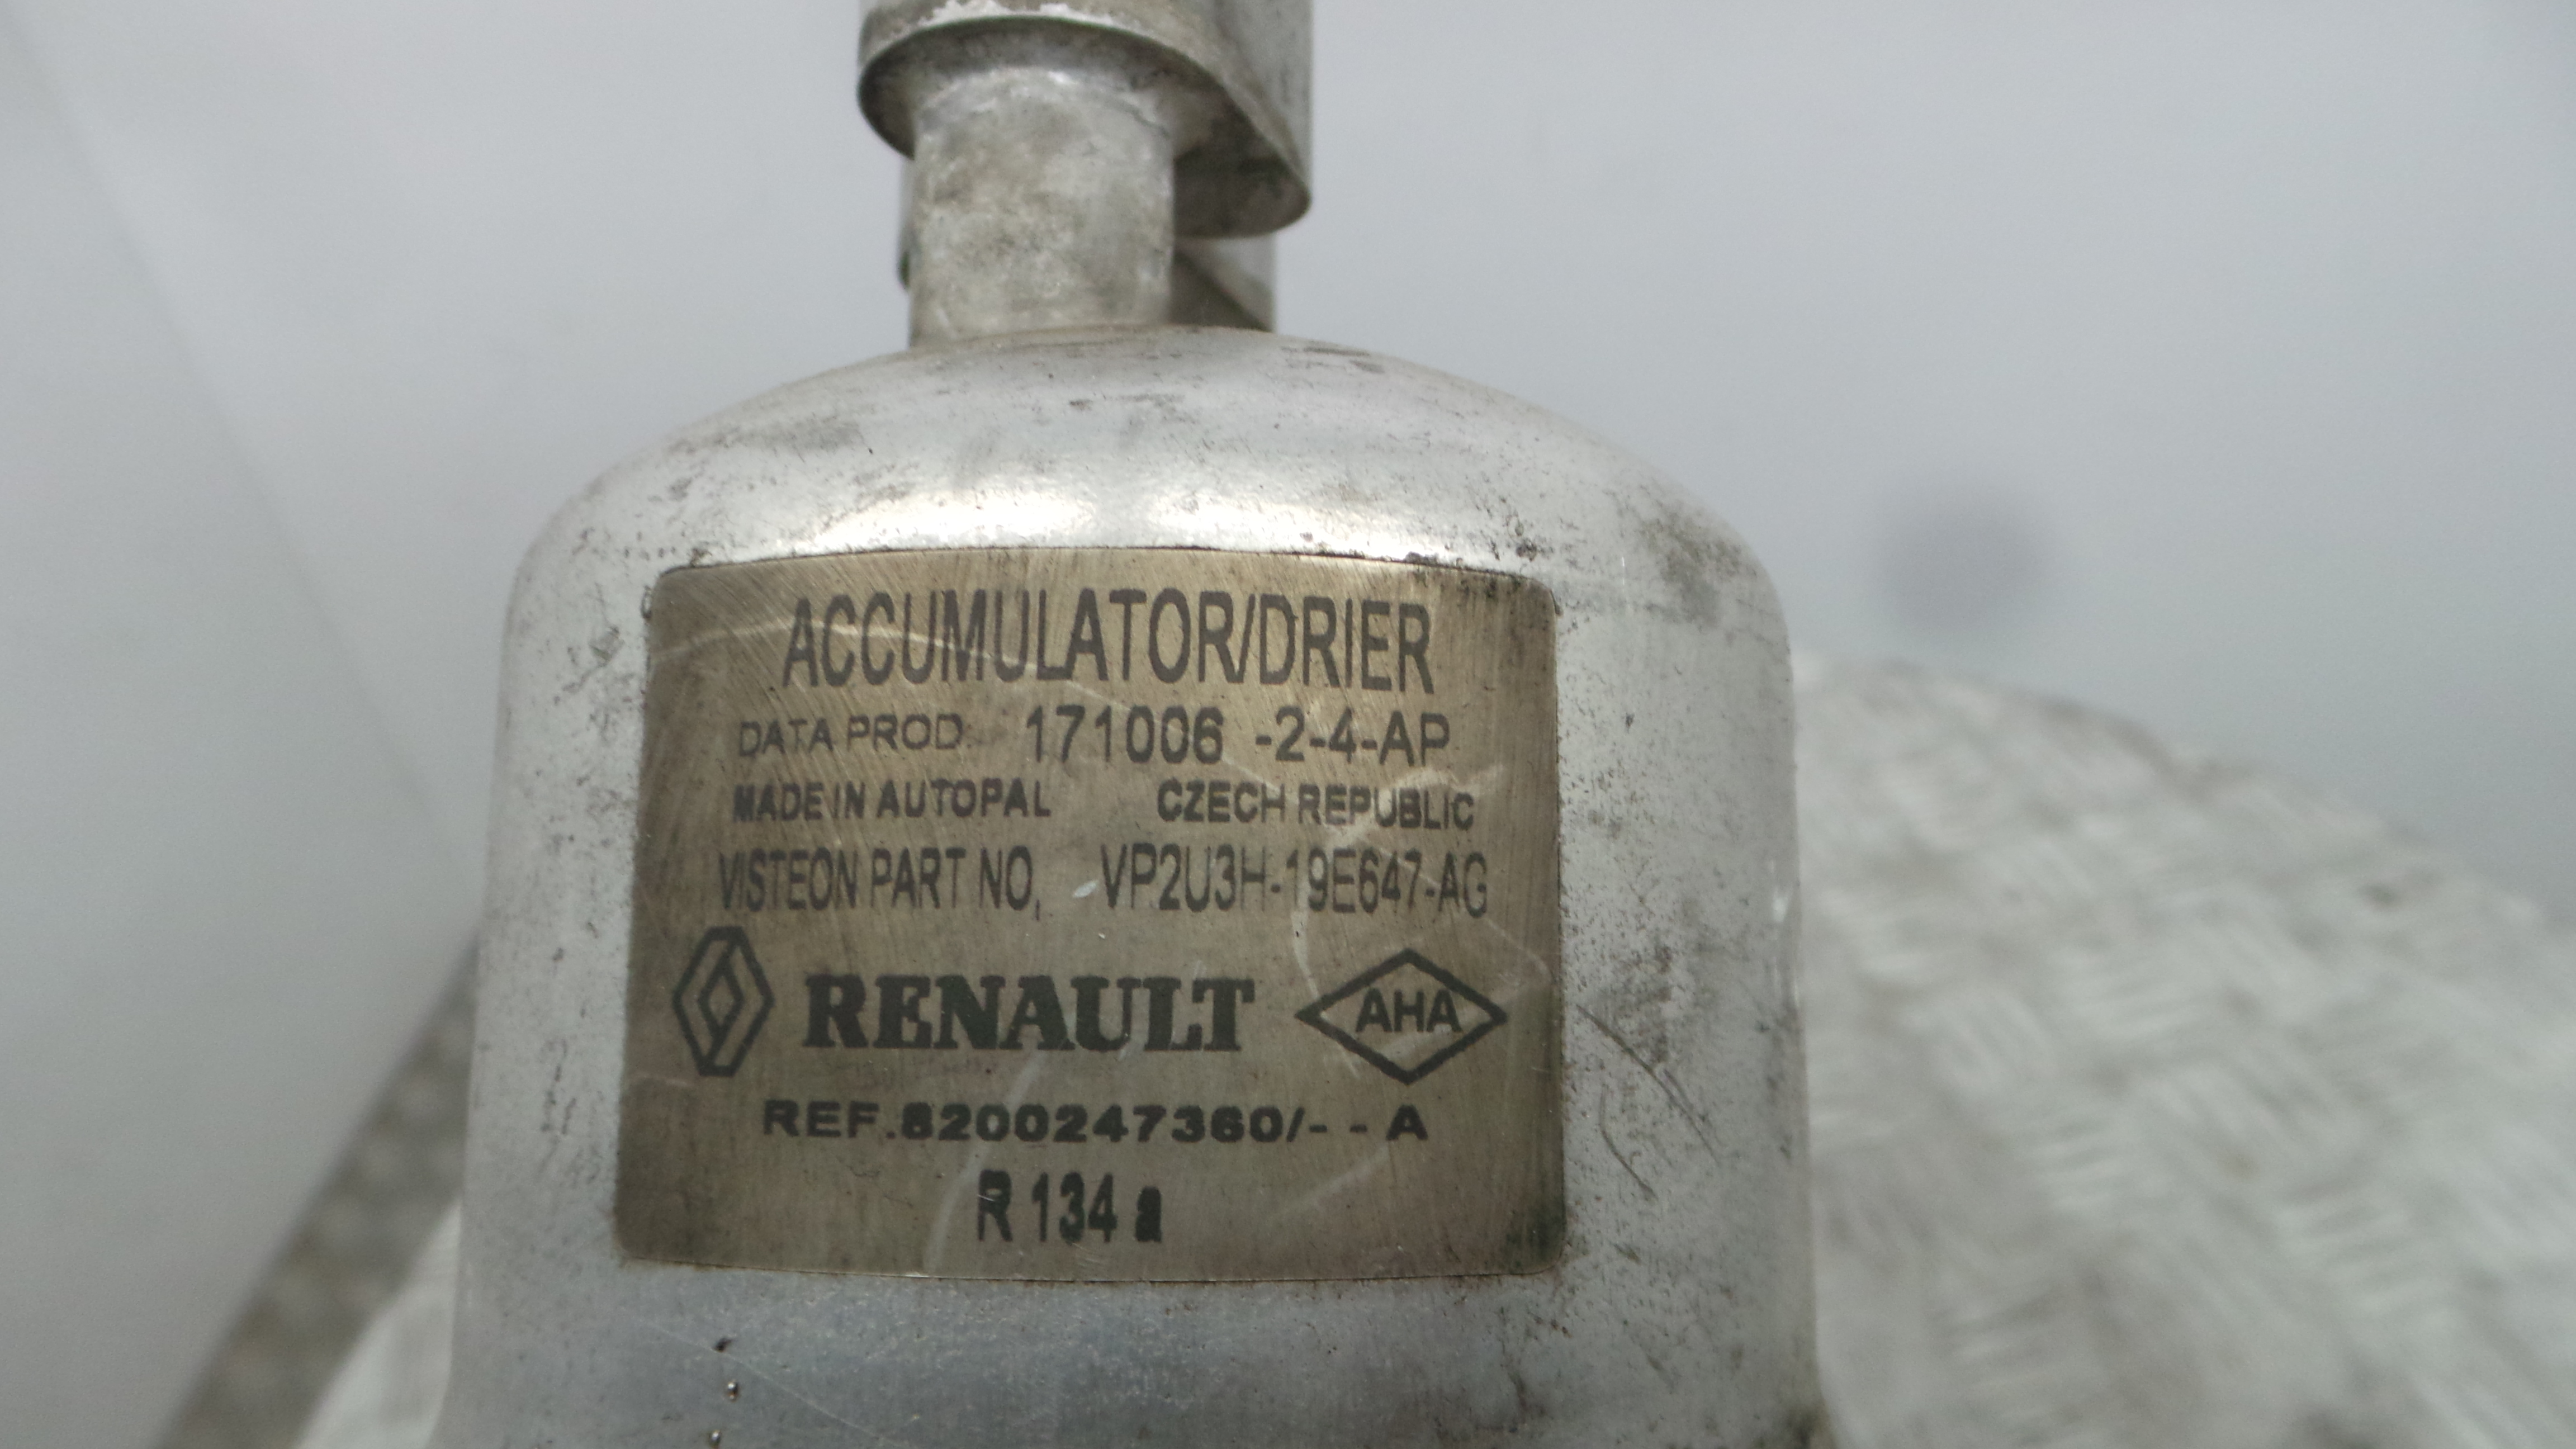 ACCUMULATOR/DRIER
DATA PROD. 171006 -2-4-AP
MADE IN AUTOPAL CZECH REPUBLIC
VISTEON PART NO, VP2U3H-19E647-AG
RENAULT AHA
REF.8200247360/- - A
R 134 a